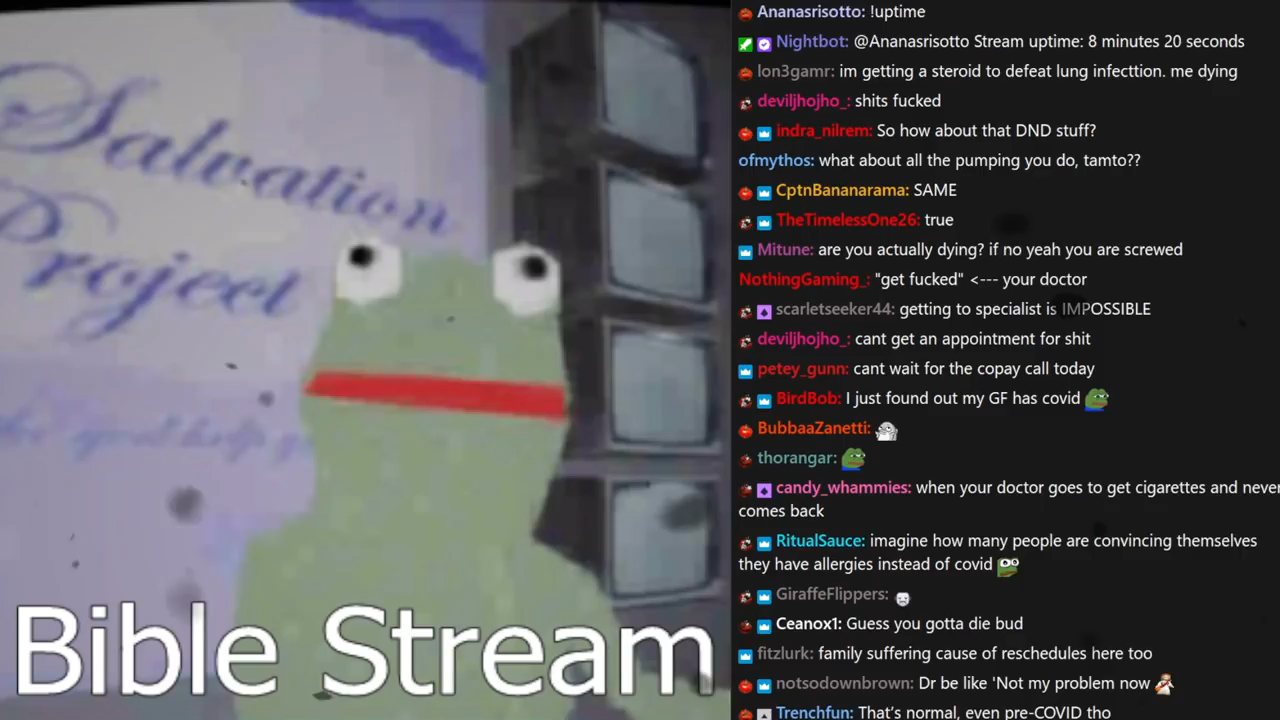 Salvation
Project
Bible Stream
Ananasrisotto: !uptime
Nightbot: @Ananasrisotto Stream uptime: 8 minutes 20 seconds
lon3gamr: im getting a steroid to defeat lung infecttion. me dying
deviljhojho_: shits fucked
indra_nilrem: So how about that DND stuff?
ofmythos: what about all the pumping you do, tamto??
CptnBananarama: SAME
TheTimelessOne26: true
Mitune: are you actually dying? if no yeah you are screwed
NothingGaming_: "get fucked" <--- your doctor
scarletseeker44: getting to specialist is IMPOSSIBLE
deviljhojho_: cant get an appointment for shit
petey_gunn: cant wait for the copay call today
BirdBob: I just found out my GF has covid
BubbaaZanetti:
thorangar:
candy_whammies: when your doctor goes to get cigarettes and never
comes back
RitualSauce: imagine how many people are convincing themselves
they have allergies instead of covid
GiraffeFlippers:
Ceanox1: Guess you gotta die bud
fitzlurk: family suffering cause of reschedules here too
notsodownbrown: Dr be like 'Not my problem now
Trenchfun: That's normal, even pre-COVID tho